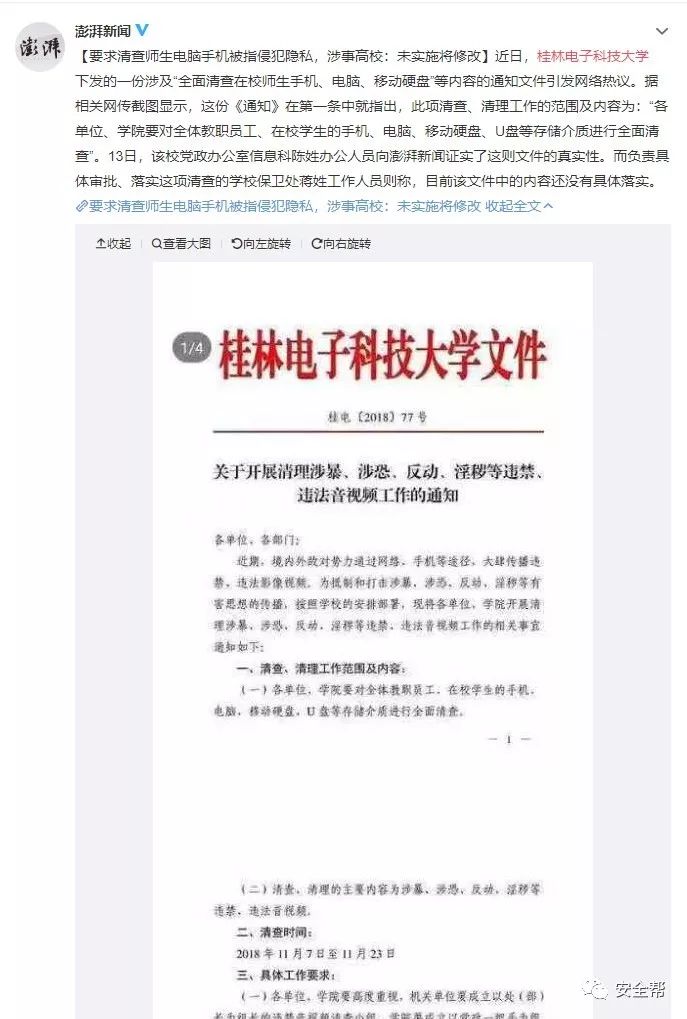 澎湃
澎湃新闻
【要求清查师生电脑手机被指侵犯隐私，涉事高校：未实施将修改】近日，桂林电子科技大学
下发的一份涉及“全面清查在校师生手机、电脑、移动硬盘”等内容的通知文件引发网络热议。据
相关网传截图显示，这份《通知》在第一条中就指出，此项清查、清理工作的范围及内容为：“各
单位、学院要对全体教职员工、在校学生的手机、电脑、移动硬盘、U盘等存储介质进行全面清
查”。13日，该校党政办公室信息科陈姓办公人员向澎湃新闻证实了这则文件的真实性。而负责具
体审批、落实这项清查的学校保卫处蒋姓工作人员则称，目前该文件中的内容还没有具体落实。
要求清查师生电脑手机被指侵犯隐私，涉事高校：未实施将修改 收起全文
收起 查看大图 向左旋转 向右旋转
1/4
桂林电子科技大学文件
桂电〔2018〕77 号
关于开展清理涉暴、涉恐、反动、淫秽等违禁、
违法音视频工作的通知
各单位、各部门：
近期，境内外敌对势力通过网络、手机等途径，大肆传播违
禁、违法影像视频。为抵制和打击涉暴、涉恐、反动、淫秽等有
害思想的传播，按照学校的安排部署，现将各单位、学院开展清
理涉暴、涉恐、反动、淫秽等违禁、违法音视频工作的相关事宜
通知如下：
一、清查、清理工作范围及内容：
（一）各单位、学院要对全体教职员工、在校学生的手机、
电脑、移动硬盘、U 盘等存储介质进行全面清查。
— 1 —
（二）清查、清理的主要内容为涉暴、涉恐、反动、淫秽等
违禁、违法音视频。
二、清查时间：
2018 年 11 月 7 日至 11 月 23 日
三、具体工作要求：
（一）各单位、学院要高度重视，机关单位要成立以处（部）
安全帮